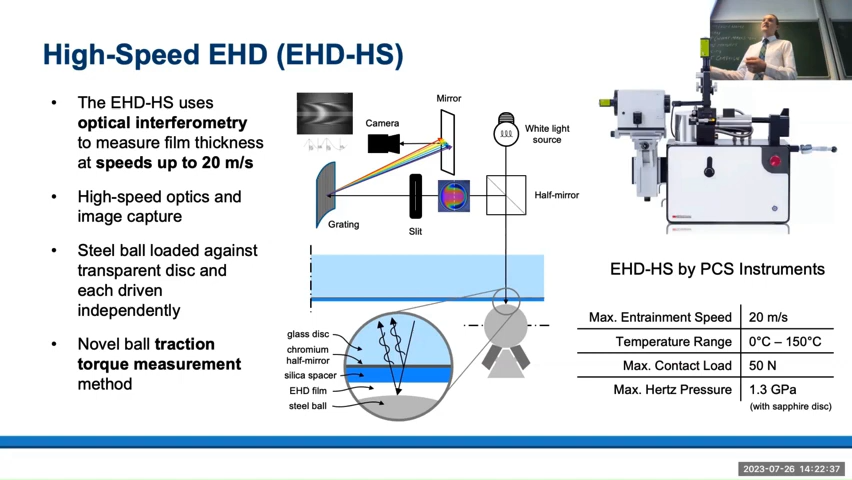 High-Speed EHD (EHD-HS)
• The EHD-HS uses
optical interferometry
to measure film thickness
at speeds up to 20 m/s
• High-speed optics and
image capture
• Steel ball loaded against
transparent disc and
each driven
independently
• Novel ball traction
torque measurement
method
Mirror
Camera
White light
source
Half-mirror
Grating
Slit
glass disc
chromium
half-mirror
silica spacer
EHD film
steel ball
EHD-HS by PCS Instruments
Max. Entrainment Speed 20 m/s
Temperature Range 0°C – 150°C
Max. Contact Load 50 N
Max. Hertz Pressure 1.3 GPa
(with sapphire disc)
2023-07-26 14:22:37